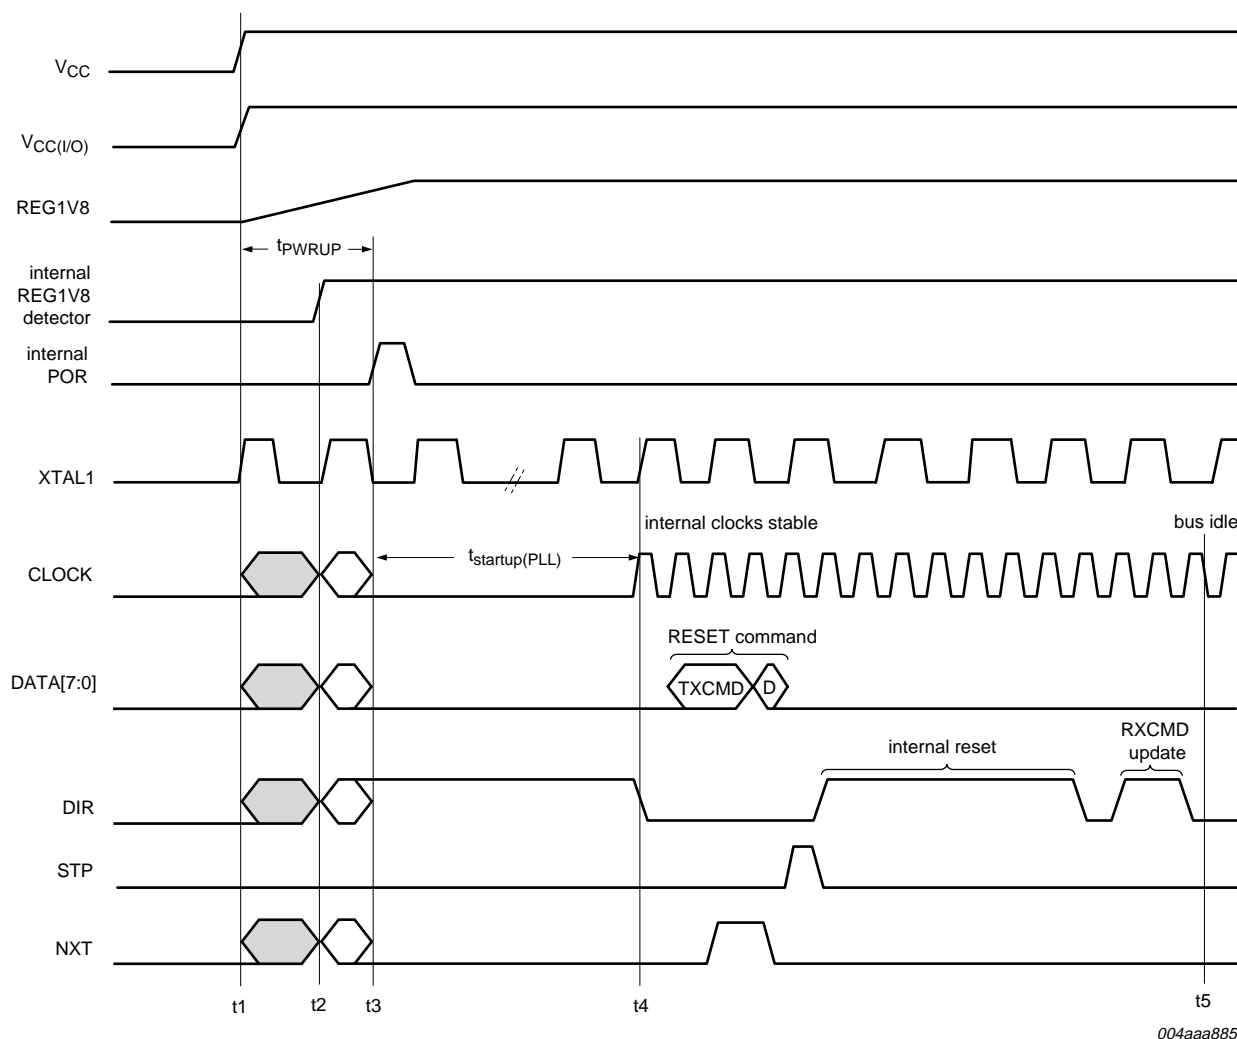 VCC
VCC(I/O)
REG1V8
tPWRUP
internal
REG1V8
detector
internal
POR
XTAL1
internal clocks stable
bus idle
tstartup(PLL)
CLOCK
RESET command
DATA[7:0]
TXCMD
D
RXCMD
update
internal reset
DIR
STP
NXT
t1
t2
t3
t4
t5
004aaa885